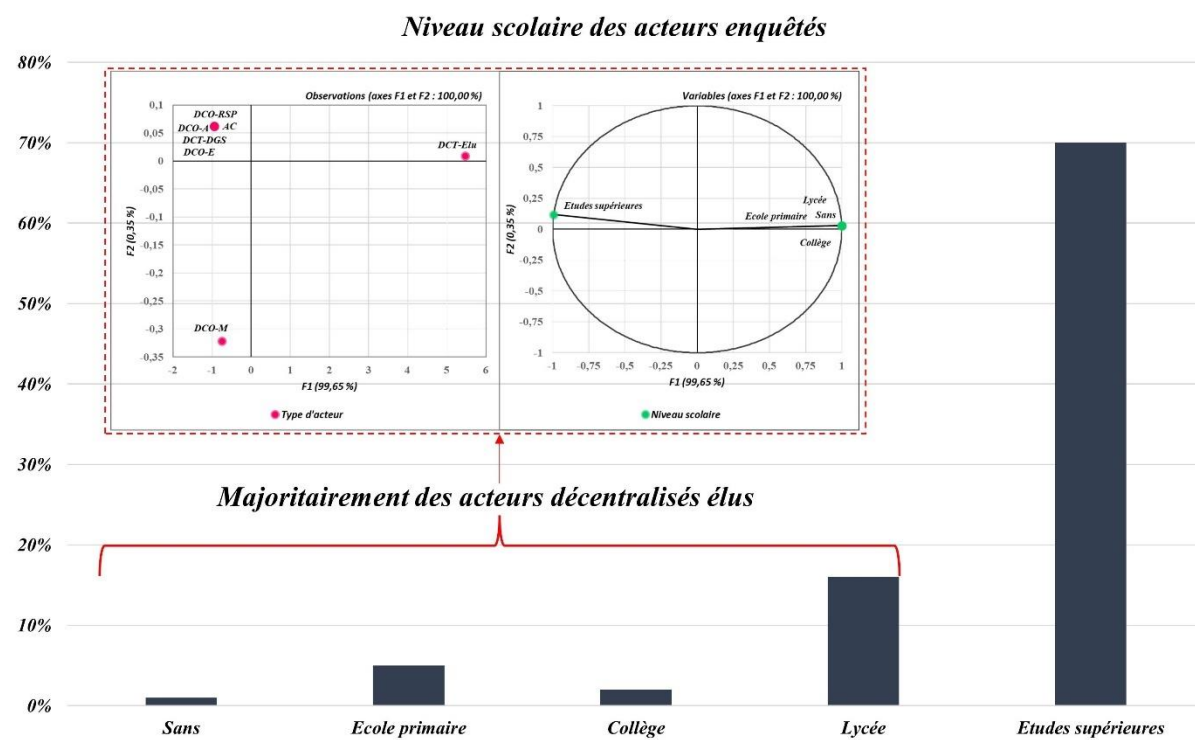 Niveau scolaire des acteurs enquêtés
80%
70%
60%
50%
40%
30%
20%
10%
0%
Observations (axes F1 et F2 : 100,00 %)
0,1
0,05
0
-0,05
-0,1
-0,15
-0,2
-0,25
-0,3
-0,35
F2 (0,35 %)
DCO-RSP
DCO-A AC
DCT-DGS
DCO-E
DCT-Elu
DCO-M
-2 -1 0 1 2 3 4 5 6
F1 (99,65 %)
Type d'acteur
Variables (axes F1 et F2 : 100,00 %)
1
0,75
0,5
0,25
0
-0,25
-0,5
-0,75
-1
F2 (0,35 %)
Etudes supérieures
Lycée
Ecole primaire Sans
Collège
-1 -0,75 -0,5 -0,25 0 0,25 0,5 0,75 1
F1 (99,65 %)
Niveau scolaire
Majoritairement des acteurs décentralisés élus
Sans Ecole primaire Collège Lycée Etudes supérieures